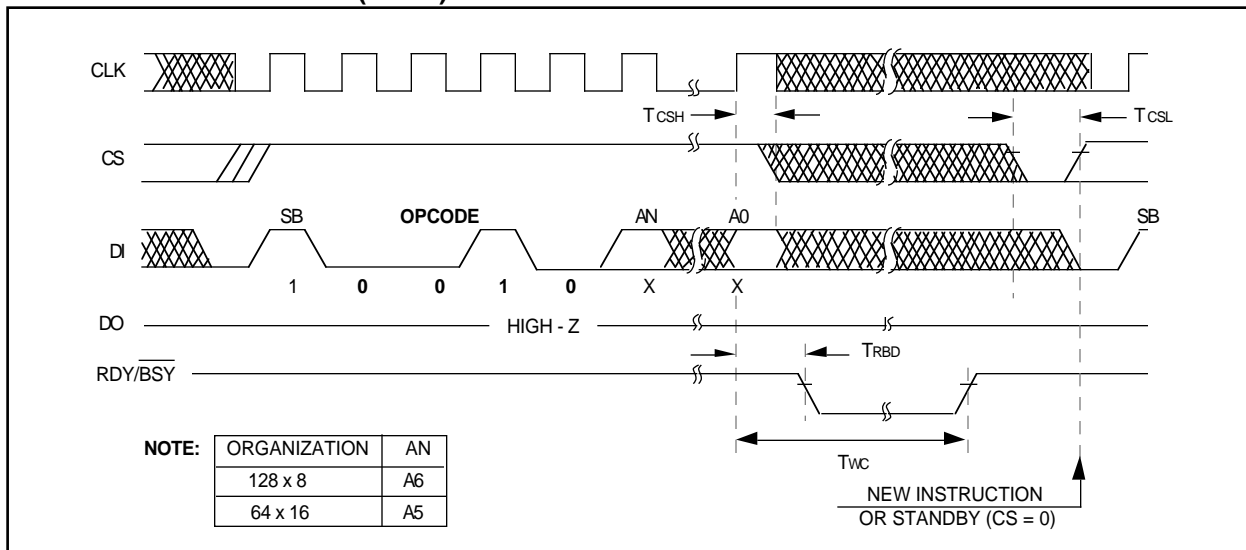 CLK
TCSH
TCSL
CS
SB OPCODE AN A0 SB
DI
1 0 0 1 0 X X
DO HIGH - Z
TRBD
RDY/BSY
NOTE: ORGANIZATION AN
128 x 8 A6
64 x 16 A5
TWC
NEW INSTRUCTION
OR STANDBY (CS = 0)